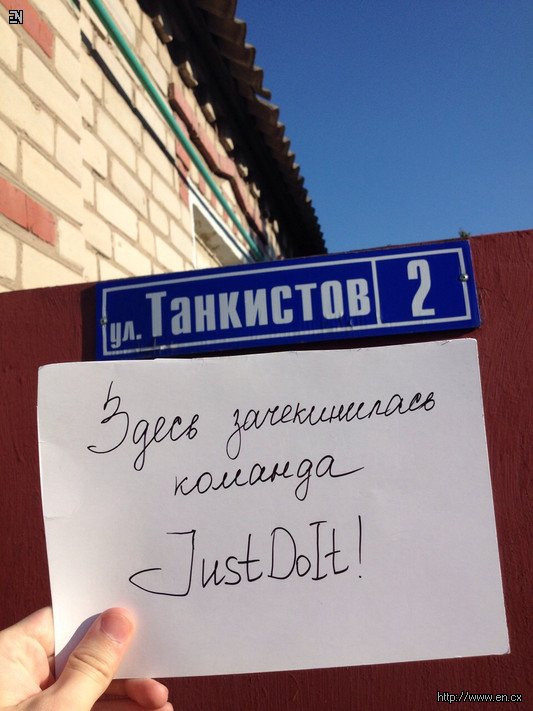 EN
ул. Танкистов 2
Здесь зачекинилась
команда
JustDoIt!
http://www.en.cx